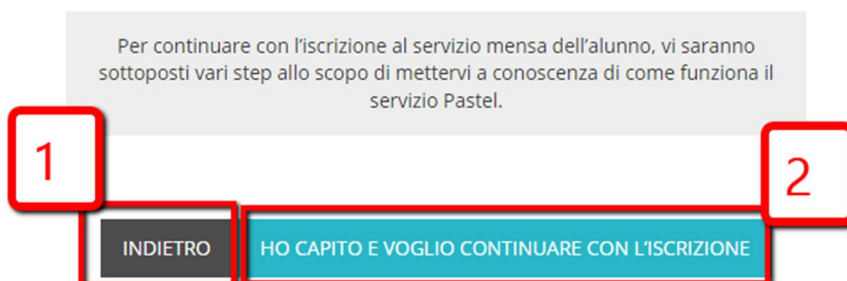 Per continuare con l'iscrizione al servizio mensa dell'alunno, vi saranno
sottoposti vari step allo scopo di mettervi a conoscenza di come funziona il
servizio Pastel.
1
2
INDIETRO
HO CAPITO E VOGLIO CONTINUARE CON L'ISCRIZIONE